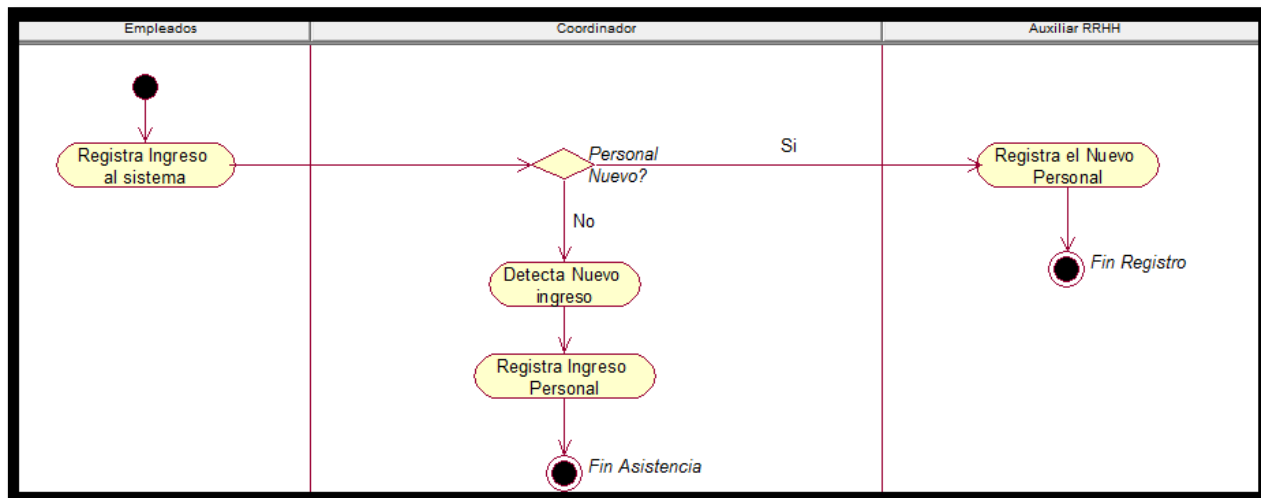 Empleados
Coordinador
Auxiliar RRHH
Registra Ingreso
al sistema
Personal
Nuevo?
Si
Registra el Nuevo
Personal
No
Fin Registro
Detecta Nuevo
ingreso
Registra Ingreso
Personal
Fin Asistencia